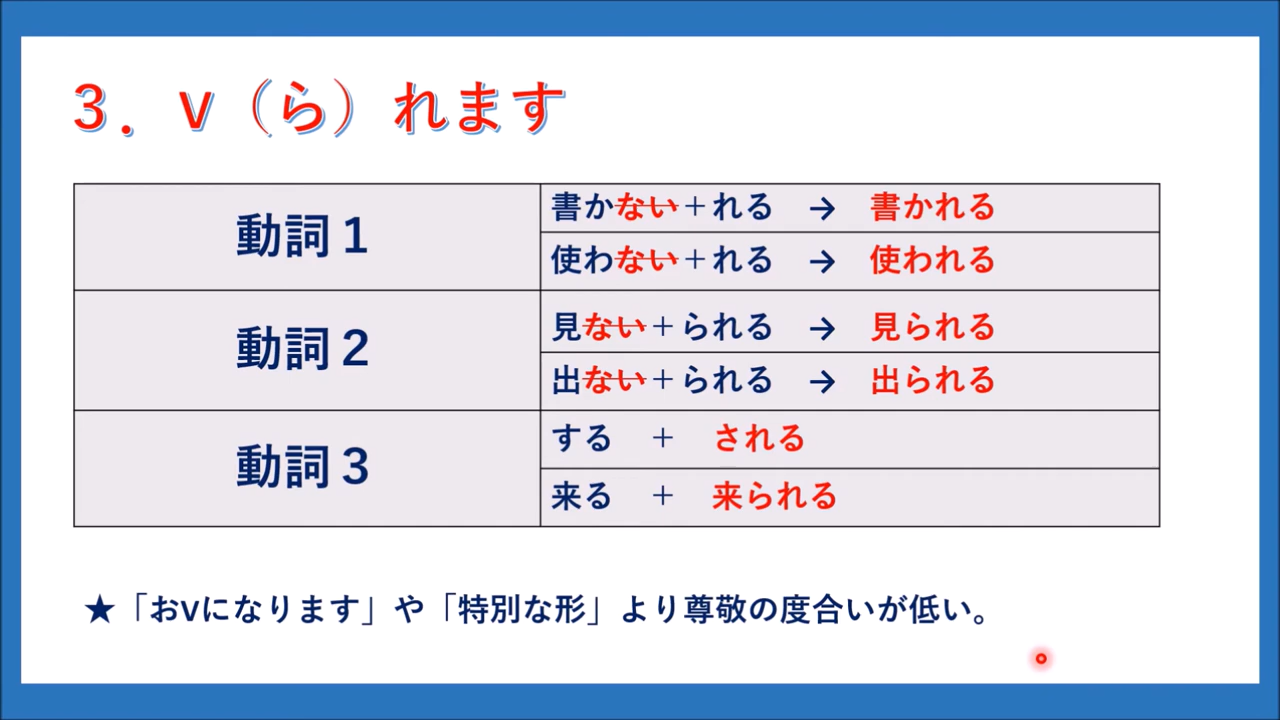 3．V（ら）れます
動詞１
書かない＋れる　→　書かれる
使わない＋れる　→　使われる
動詞２
見ない＋られる　→　見られる
出ない＋られる　→　出られる
動詞３
する　＋　される
来る　＋　来られる
★「おVになります」や「特別な形」より尊敬の度合いが低い。